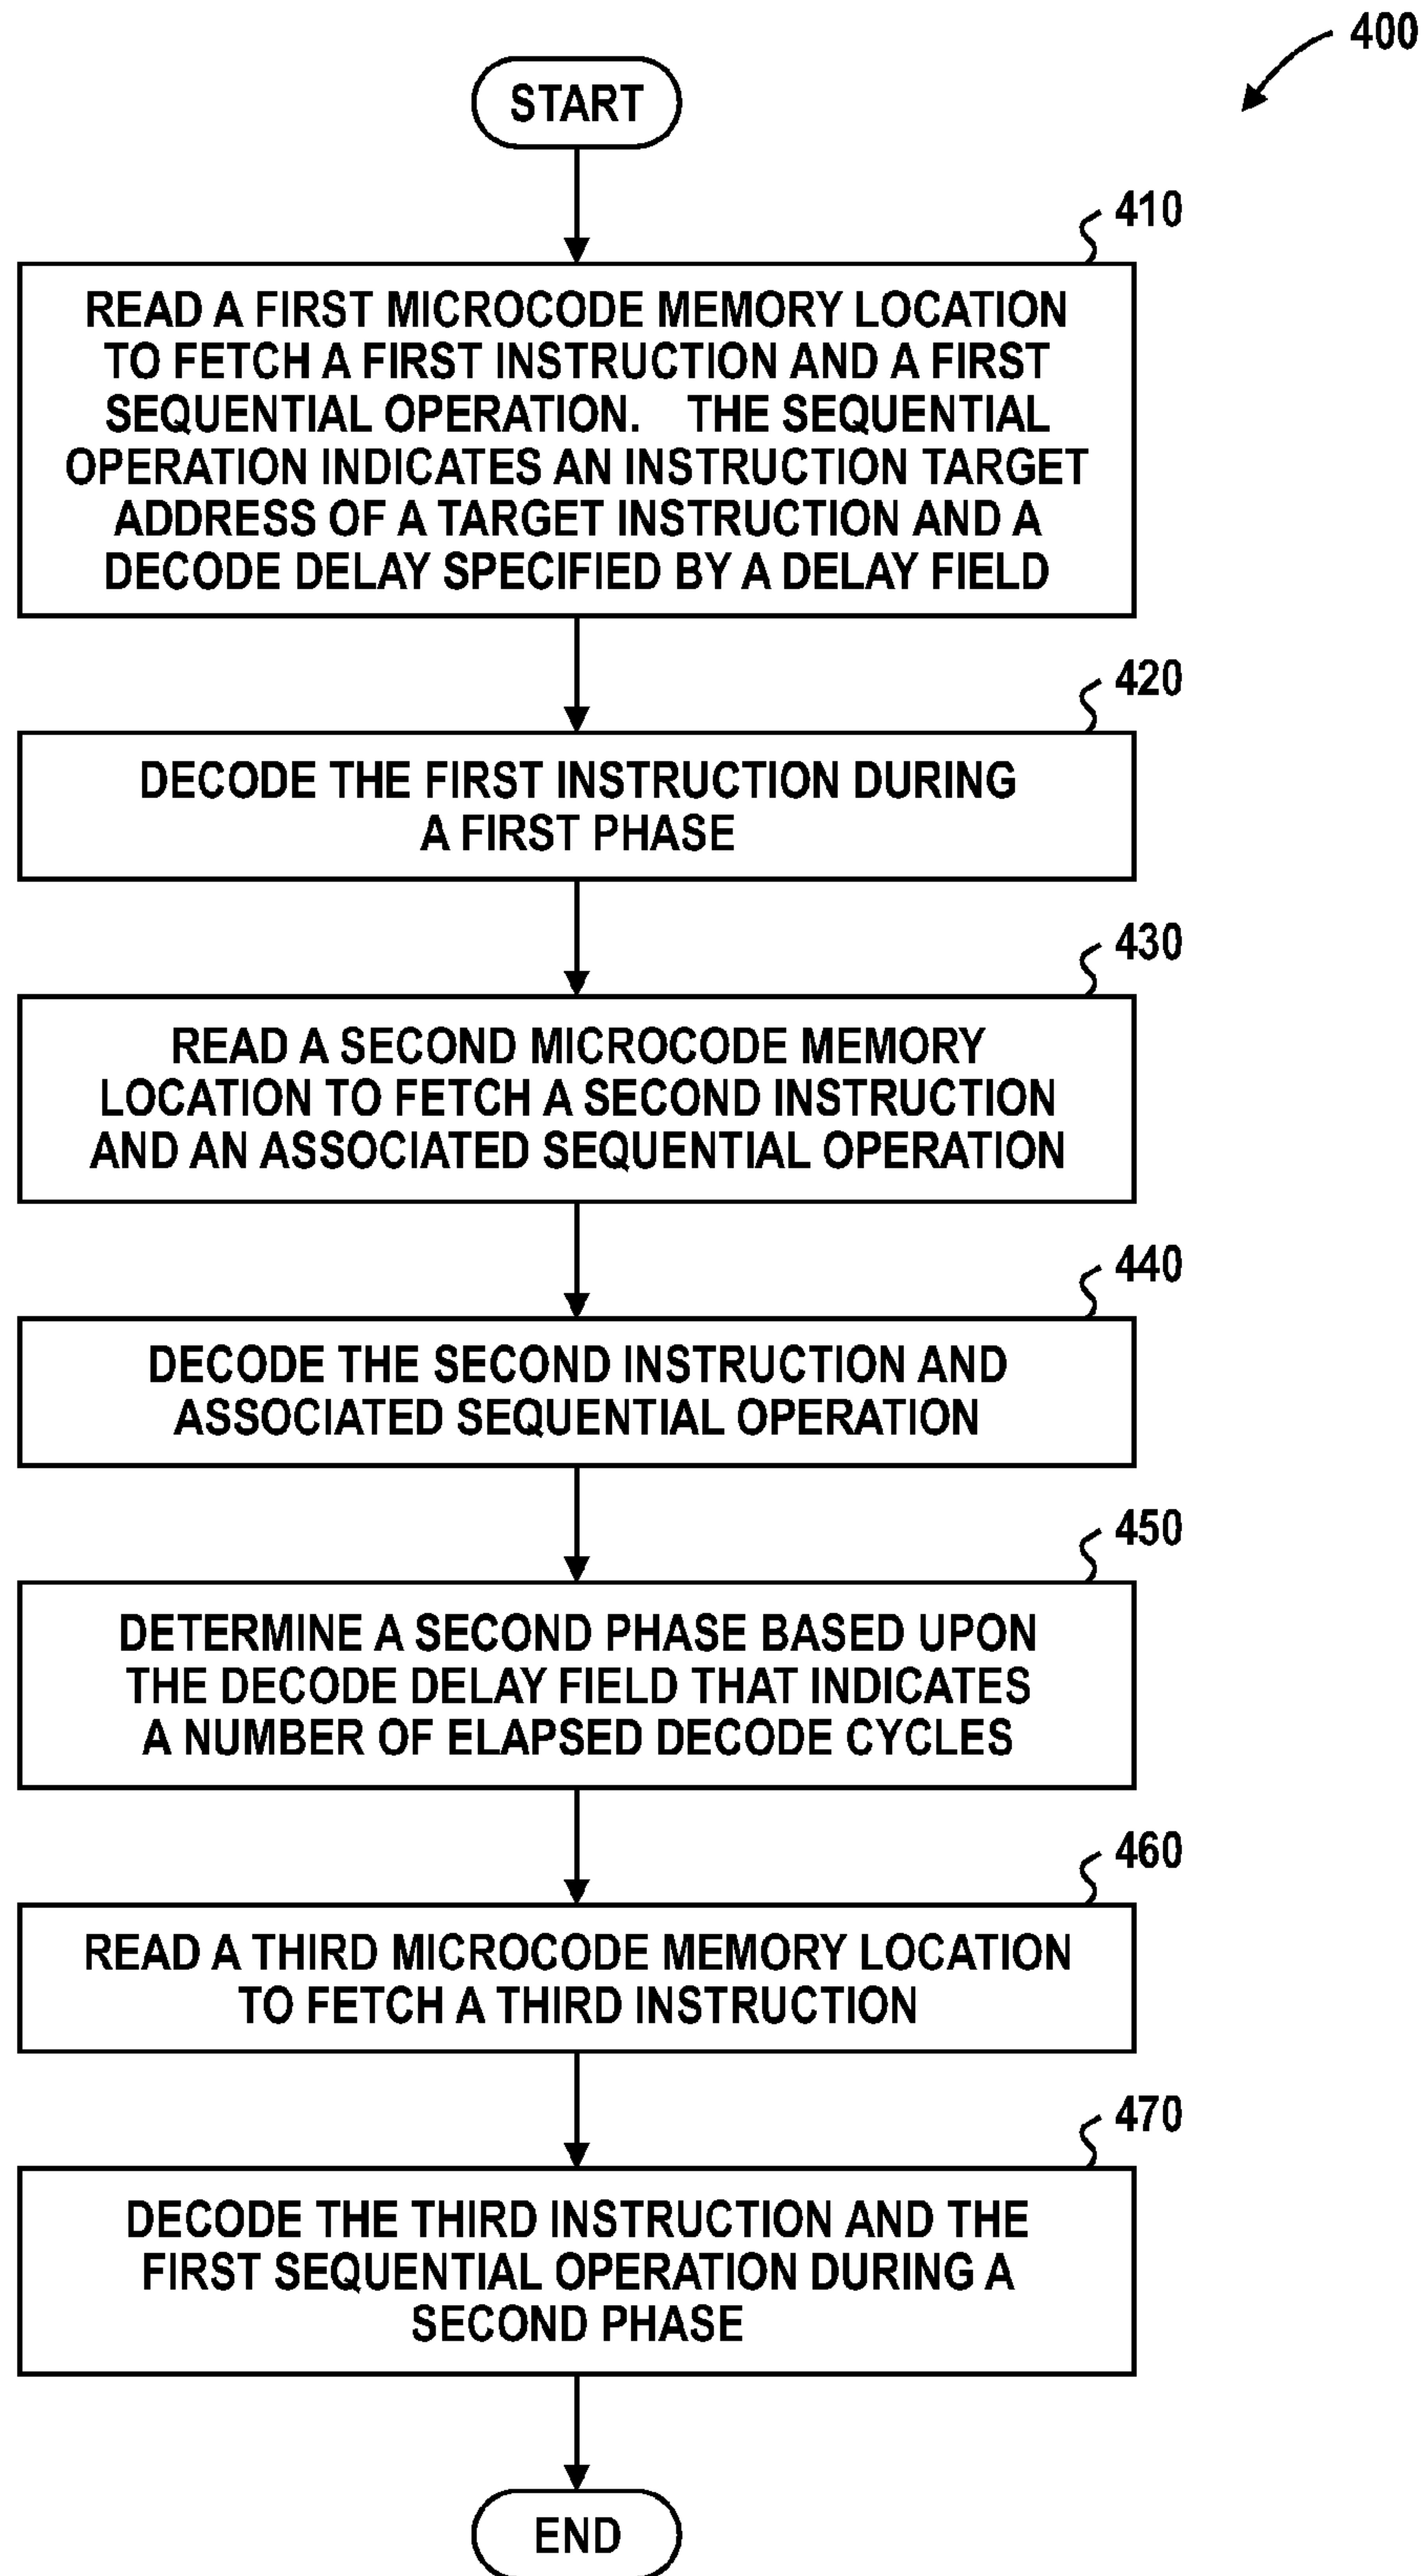 400
START
410
READ A FIRST MICROCODE MEMORY LOCATION
TO FETCH A FIRST INSTRUCTION AND A FIRST
SEQUENTIAL OPERATION. THE SEQUENTIAL
OPERATION INDICATES AN INSTRUCTION TARGET
ADDRESS OF A TARGET INSTRUCTION AND A
DECODE DELAY SPECIFIED BY A DELAY FIELD
420
DECODE THE FIRST INSTRUCTION DURING
A FIRST PHASE
430
READ A SECOND MICROCODE MEMORY
LOCATION TO FETCH A SECOND INSTRUCTION
AND AN ASSOCIATED SEQUENTIAL OPERATION
440
DECODE THE SECOND INSTRUCTION AND
ASSOCIATED SEQUENTIAL OPERATION
450
DETERMINE A SECOND PHASE BASED UPON
THE DECODE DELAY FIELD THAT INDICATES
A NUMBER OF ELAPSED DECODE CYCLES
460
READ A THIRD MICROCODE MEMORY LOCATION
TO FETCH A THIRD INSTRUCTION
470
DECODE THE THIRD INSTRUCTION AND THE
FIRST SEQUENTIAL OPERATION DURING A
SECOND PHASE
END